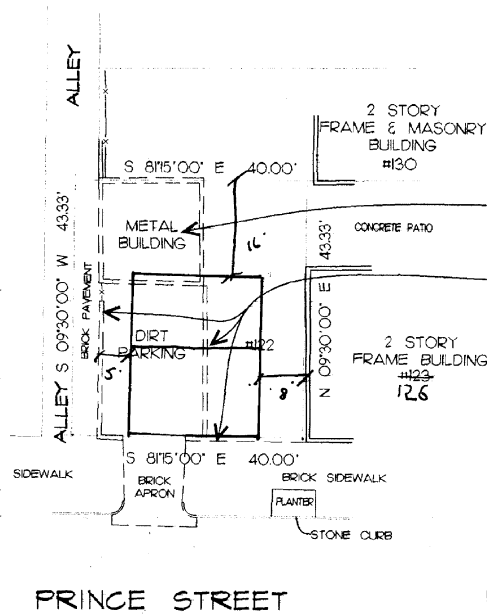 ALLEY
2 STORY
FRAME & MASONRY
BUILDING
#130
S 81°15'00" E 40.00'
METAL
BUILDING
16'
43.33'
CONCRETE PATIO
ALLEY S 09°30'00" W 43.33'
BRICK PAVEMENT
DIRT
PARKING
#122
N 09°30'00" E
2 STORY
FRAME BUILDING
#123
126
5'
8'
S 81°15'00" E 40.00'
SIDEWALK
BRICK
APRON
BRICK SIDEWALK
PLANTER
STONE CURB
PRINCE STREET